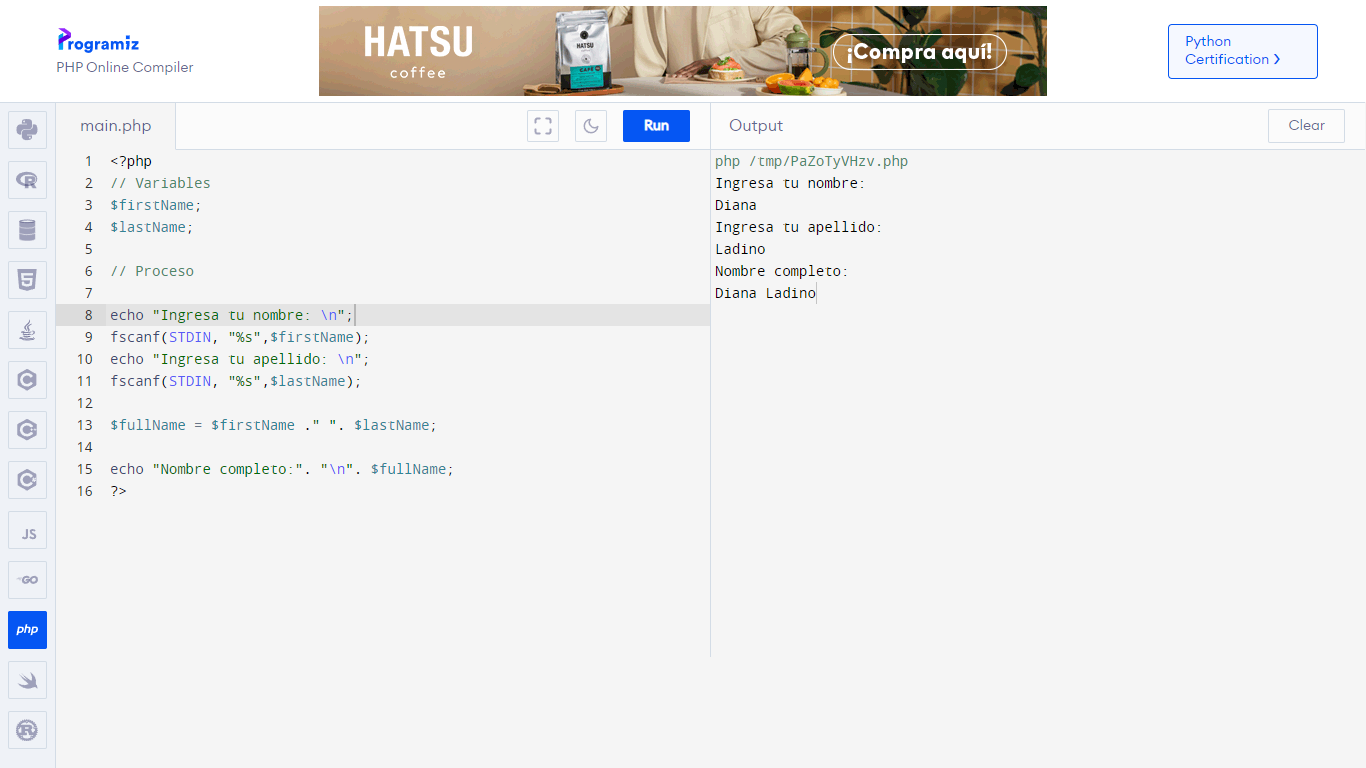 Programiz
PHP Online Compiler
HATSU
coffee
HATSU
CAFÉ
¡Compra aquí!
Python
Certification ❯
main.php
Run
Output
Clear
1 <?php
2 // Variables
3 $firstName;
4 $lastName;
5
6 // Proceso
7
8 echo "Ingresa tu nombre: \n";
9 fscanf(STDIN, "%s",$firstName);
10 echo "Ingresa tu apellido: \n";
11 fscanf(STDIN, "%s",$lastName);
12
13 $fullName = $firstName ." ". $lastName;
14
15 echo "Nombre completo:". "\n". $fullName;
16 ?>
php /tmp/PaZoTyVHzv.php
Ingresa tu nombre:
Diana
Ingresa tu apellido:
Ladino
Nombre completo:
Diana Ladino
R
5
C
C
C
JS
GO
php
R